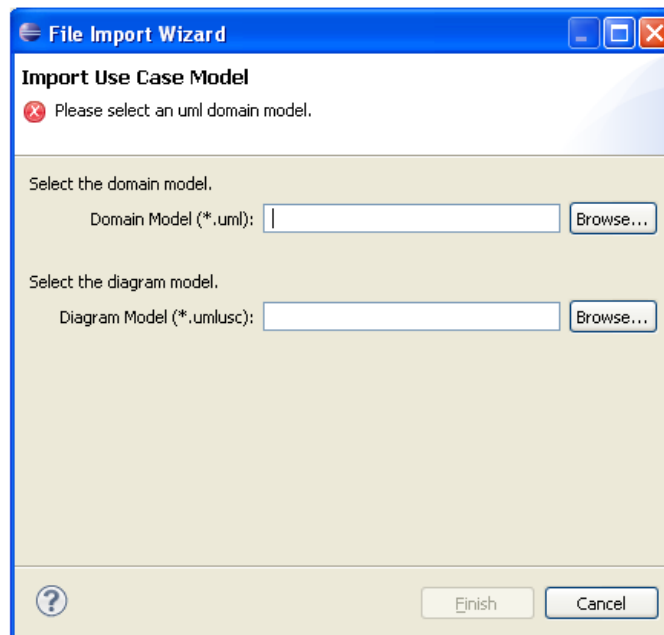 File Import Wizard
Import Use Case Model
Please select an uml domain model.
Select the domain model.
Domain Model (*.uml): Browse...
Select the diagram model.
Diagram Model (*.umlusc): Browse...
? Finish Cancel